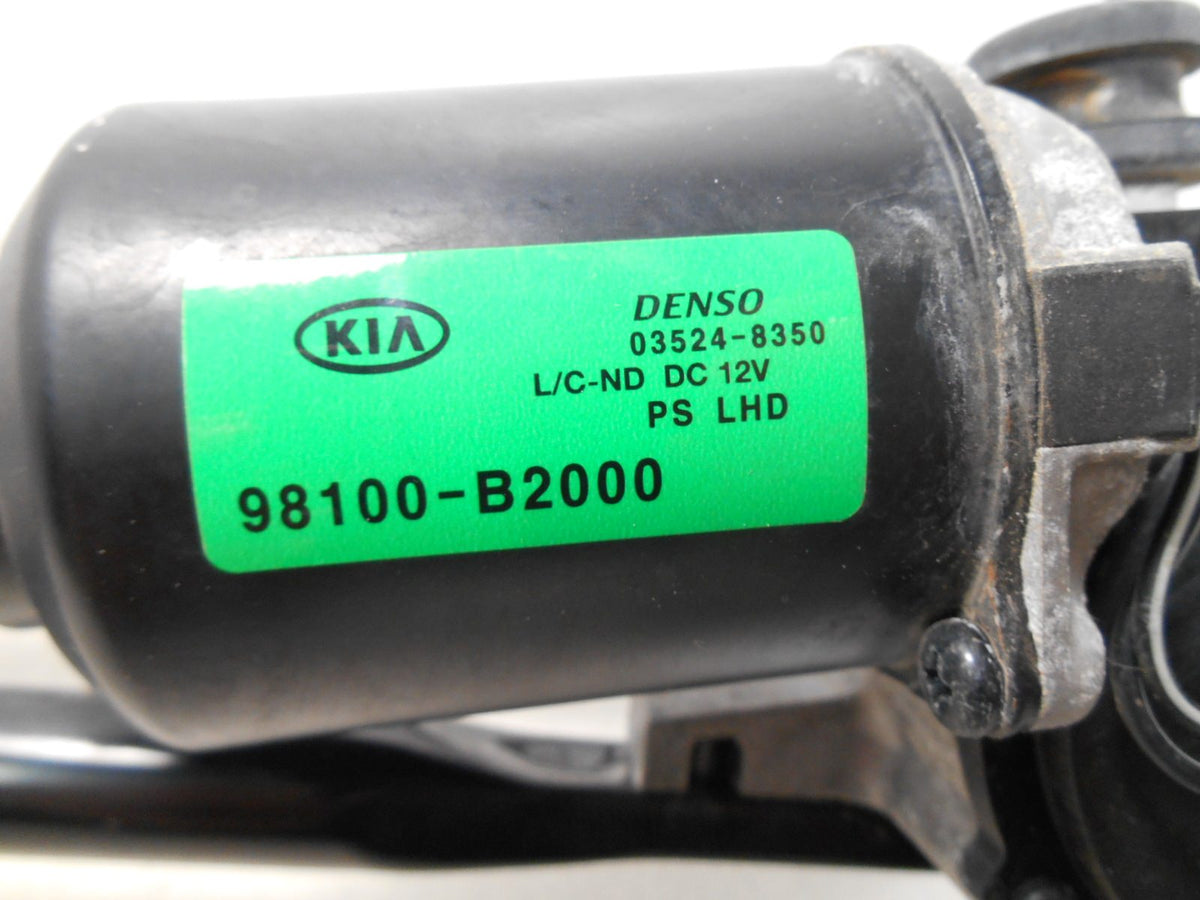 KIA
DENSO
03524-8350
L/C-ND DC 12V
PS LHD
98100-B2000